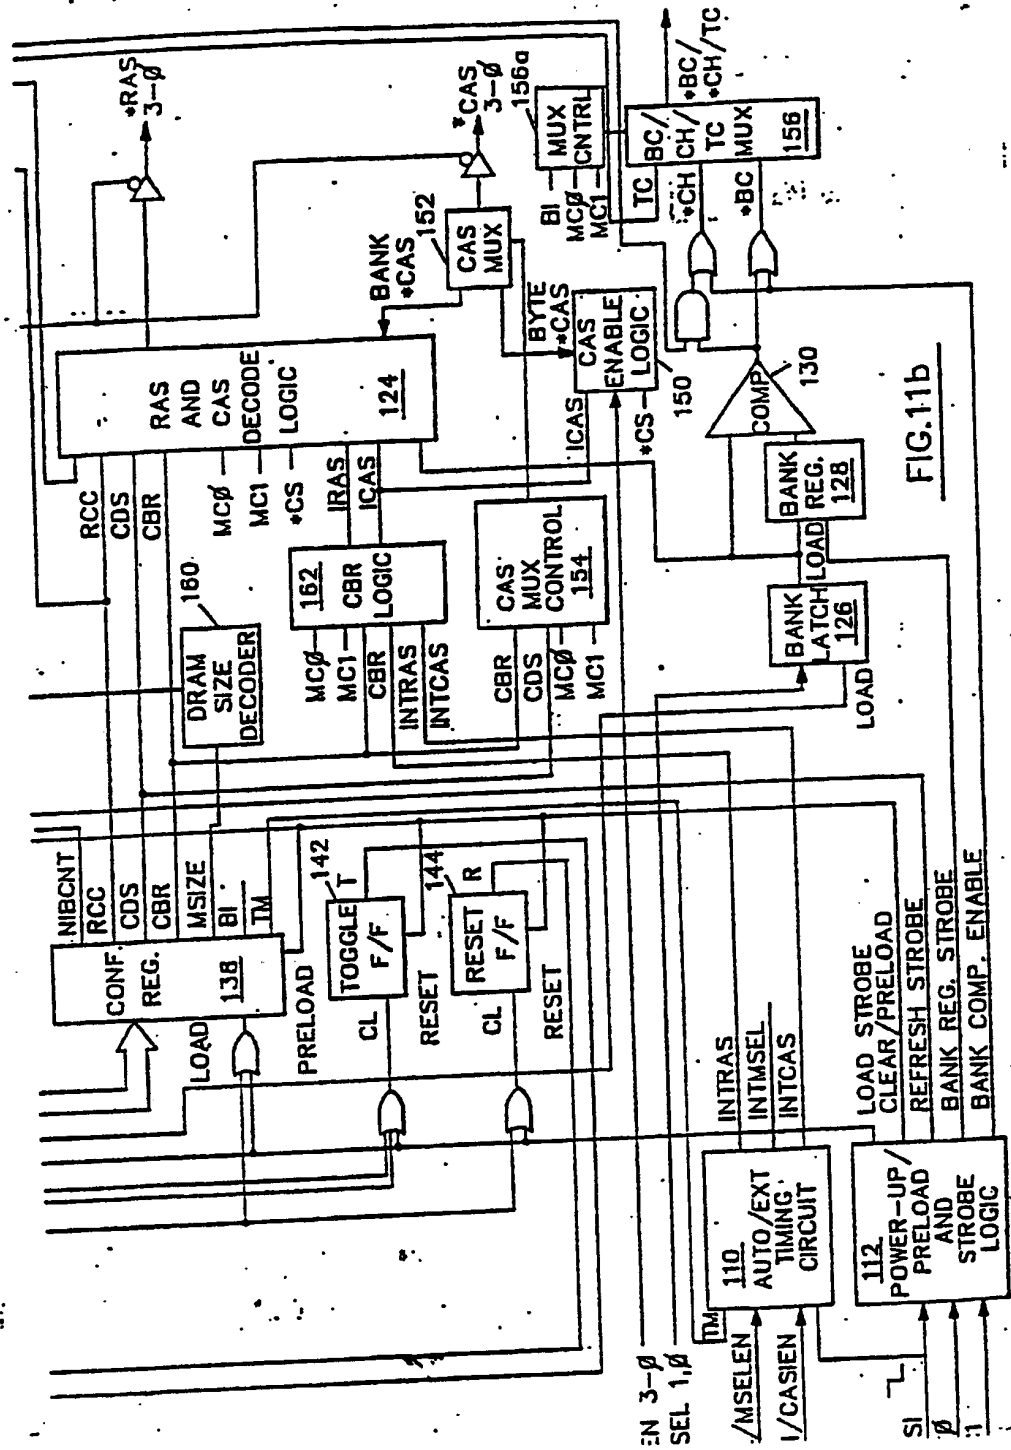 *RAS
3-Ø
*CAS
3-Ø
156a
MUX
CNTRL
BI
MCØ
MC1
BC/
CH/
TC
MUX
156
TC
*CH
*BC
*BC/
*CH/TC
BANK
*CAS
152
CAS
MUX
BYTE
*CAS
RAS
AND
CAS
DECODE
LOGIC
124
RCC
CDS
CBR
MCØ
MC1
*CS
IRAS
ICAS
CAS
ENABLE
LOGIC
150
ICAS
*CS
COMP
130
FIG.11b
160
DRAM
SIZE
DECODER
162
CBR
LOGIC
MCØ
MC1
CBR
INTRAS
INTCAS
CAS
MUX
CONTROL
154
CBR
CDS
MCØ
MC1
BANK
REG.
128
LOAD
BANK
LATCH
126
LOAD
NIBCNT
RCC
CDS
CBR
MSIZE
BI
TM
CONF.
REG.
138
LOAD
PRELOAD
142
TOGGLE
F/F
T
CL
RESET
144
RESET
F/F
R
CL
RESET
INTRAS
INTMSEL
INTCAS
110
AUTO/EXT
TIMING
CIRCUIT
TM
/MSELEN
I/CASIEN
EN 3-Ø
SEL 1,Ø
LOAD STROBE
CLEAR/PRELOAD
REFRESH STROBE
BANK REG. STROBE
BANK COMP. ENABLE
112
POWER-UP/
PRELOAD
AND
STROBE
LOGIC
SI
Ø